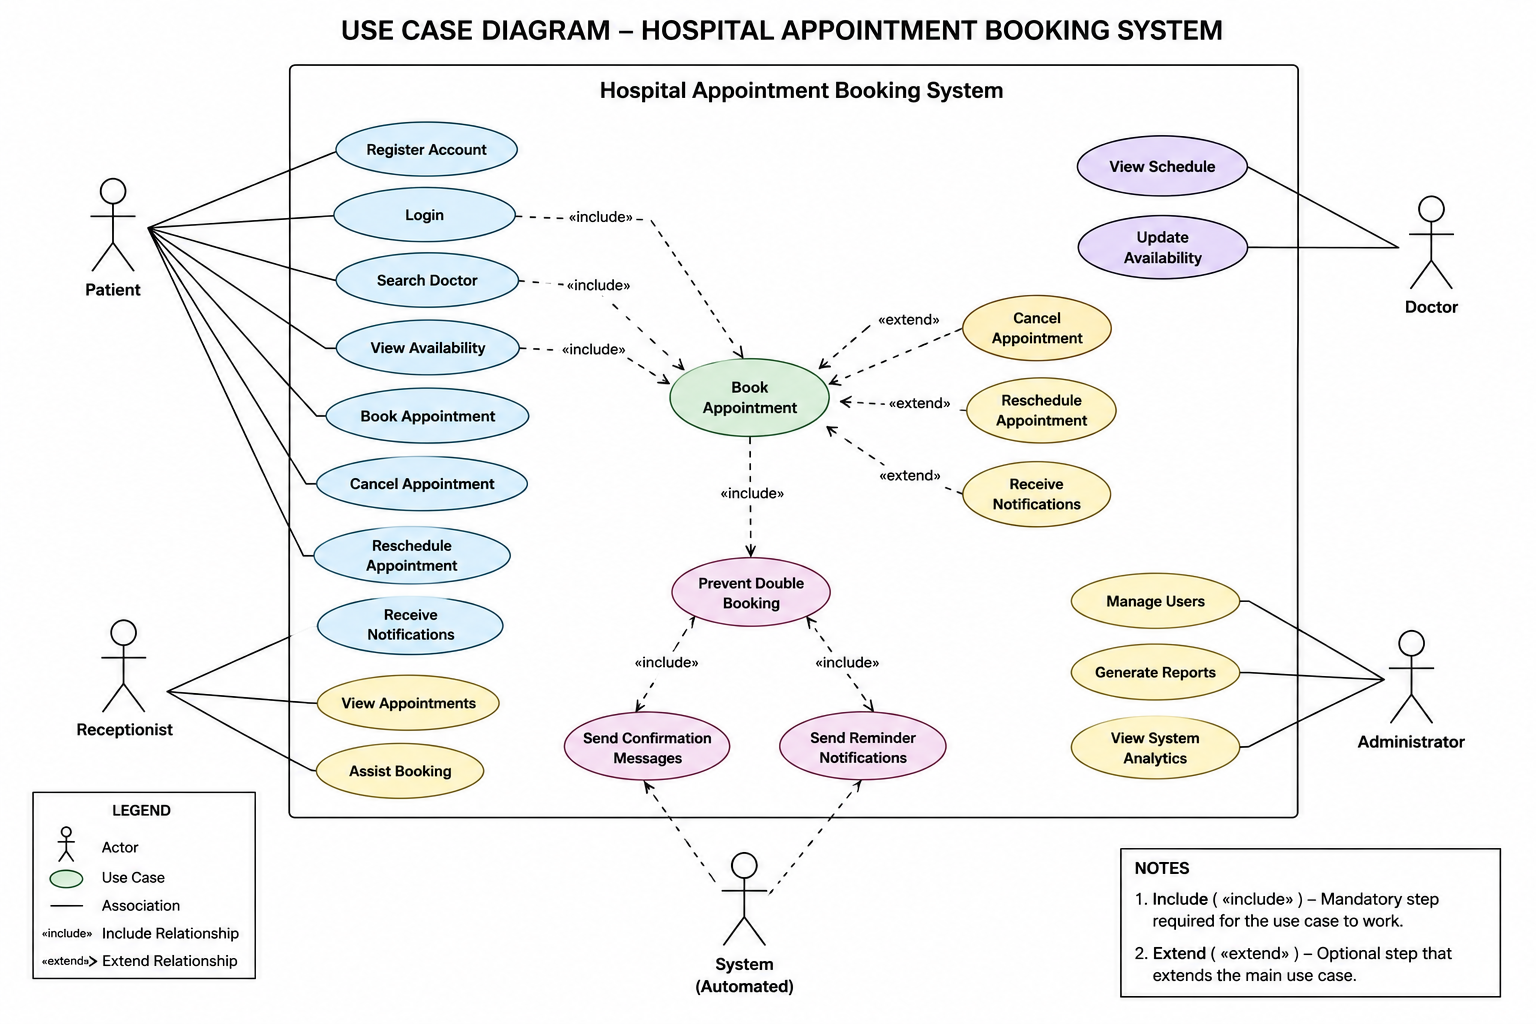 USE CASE DIAGRAM – HOSPITAL APPOINTMENT BOOKING SYSTEM
Hospital Appointment Booking System
Register Account
Login
Search Doctor
View Availability
Book Appointment
Cancel Appointment
Reschedule
Appointment
Receive
Notifications
View Appointments
Assist Booking
Patient
Receptionist
«include»
«include»
«include»
Book
Appointment
«extend»
«extend»
«extend»
Cancel
Appointment
Reschedule
Appointment
Receive
Notifications
View Schedule
Update
Availability
Doctor
«include»
Prevent Double
Booking
«include»
«include»
Send Confirmation
Messages
Send Reminder
Notifications
Manage Users
Generate Reports
View System
Analytics
Administrator
System
(Automated)
LEGEND
Actor
Use Case
Association
«include» Include Relationship
«extend» Extend Relationship
NOTES
1. Include ( «include» ) – Mandatory step
required for the use case to work.
2. Extend ( «extend» ) – Optional step that
extends the main use case.